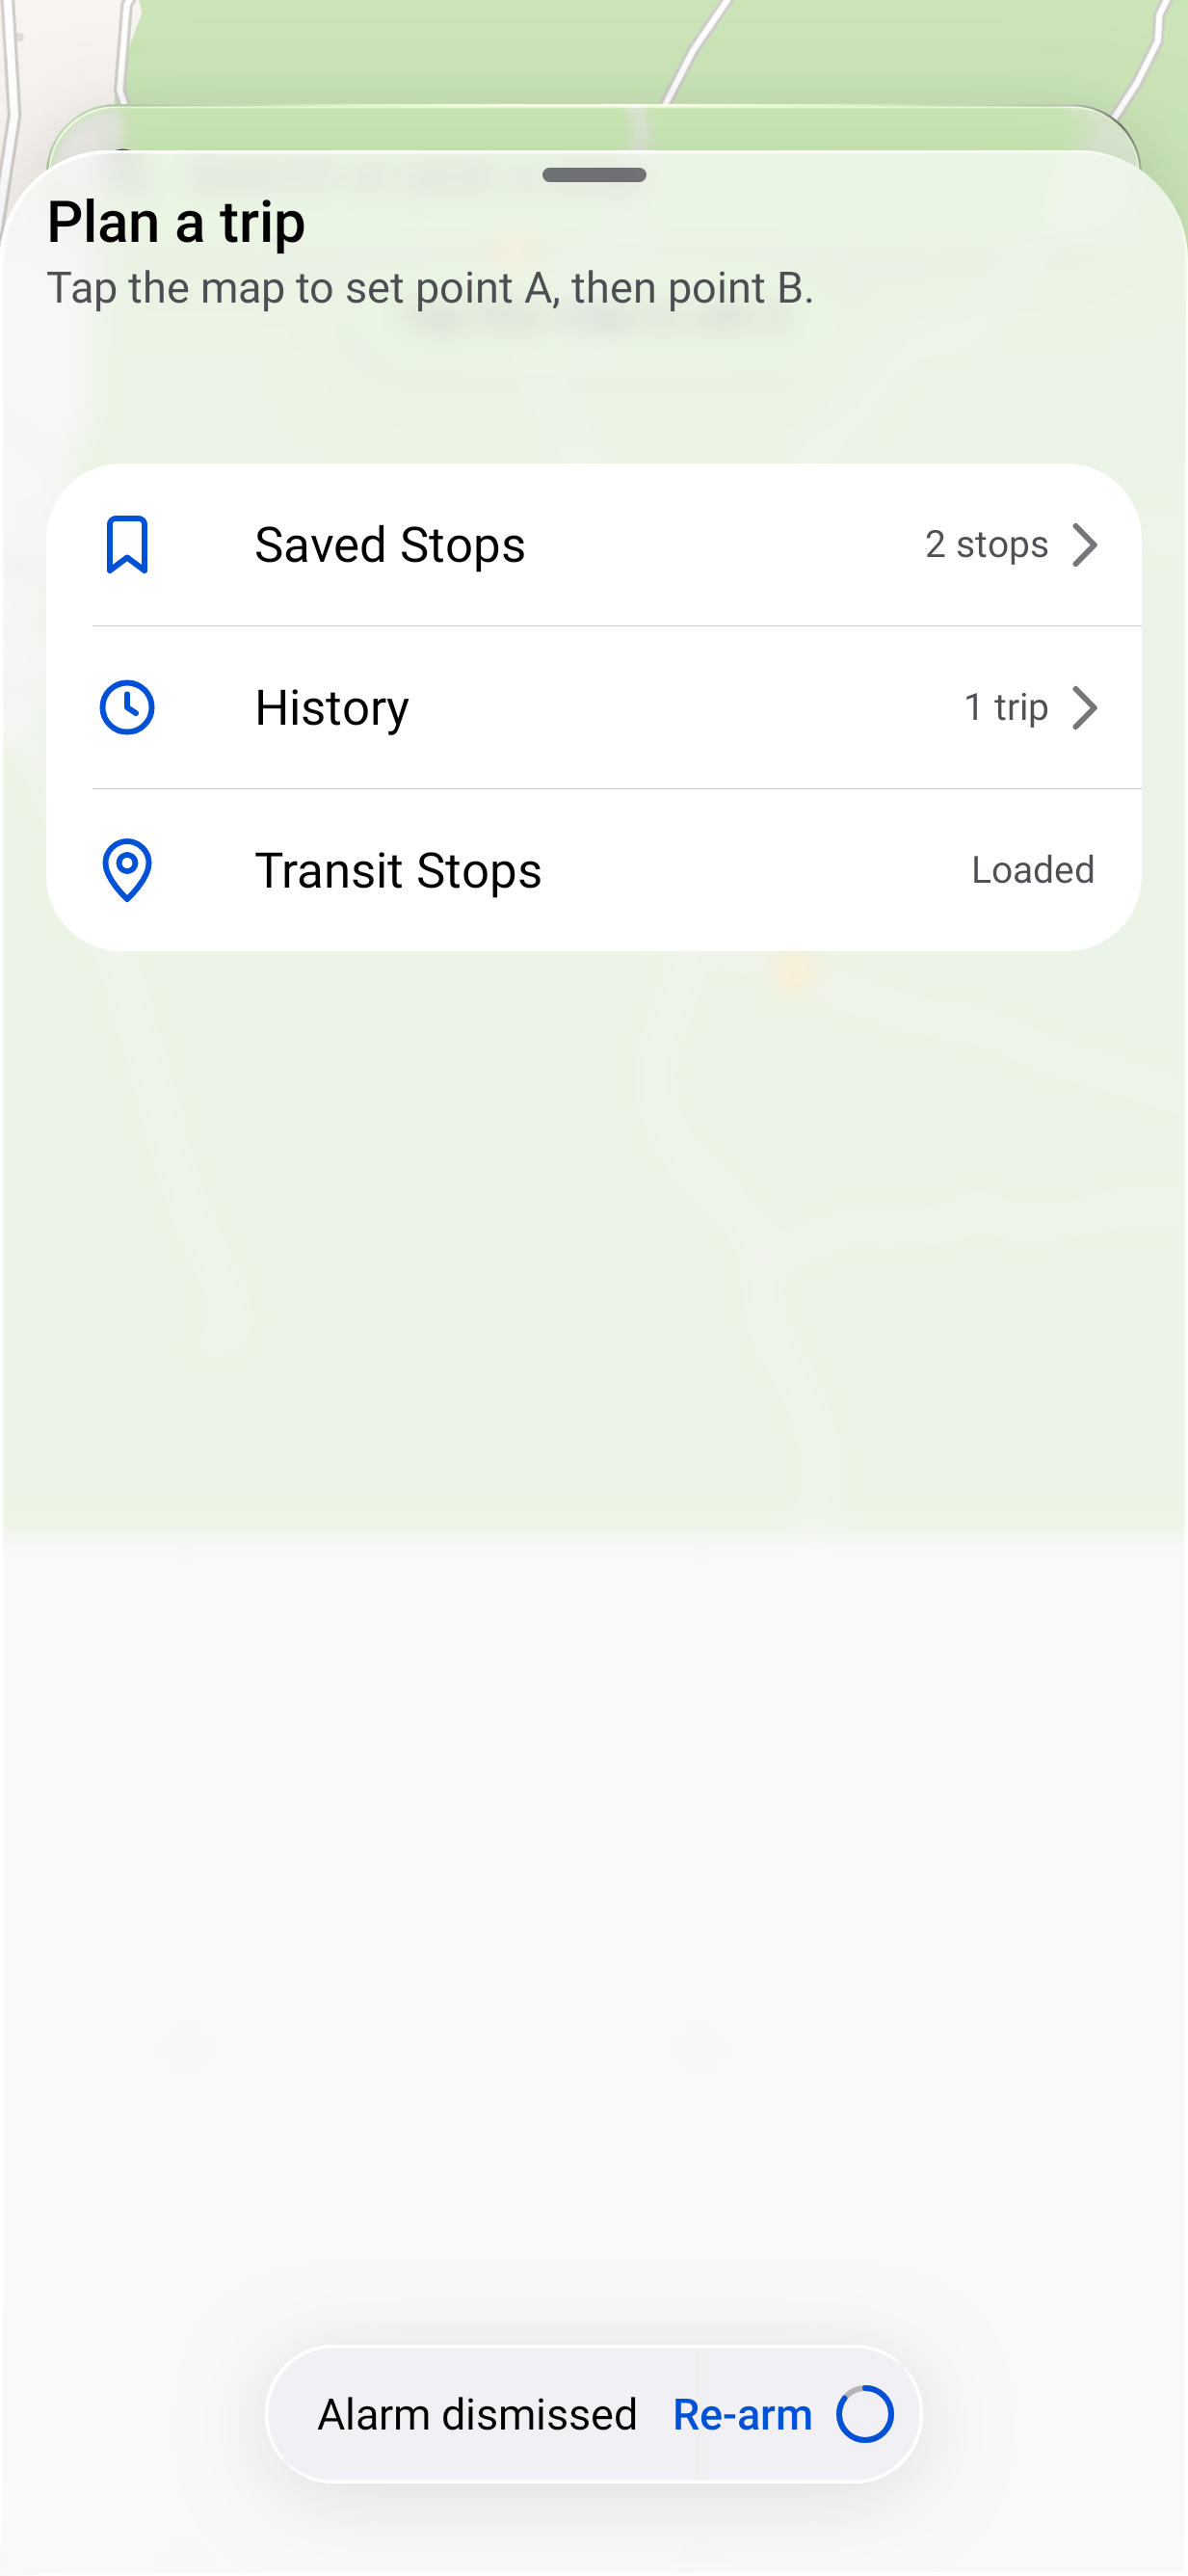 Plan a trip
Tap the map to set point A, then point B.
Saved Stops 2 stops
History 1 trip
Transit Stops Loaded
Alarm dismissed Re-arm